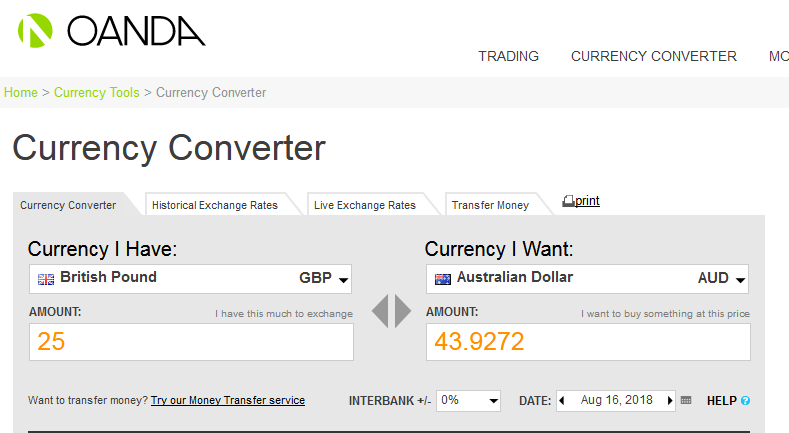 OANDA
TRADING CURRENCY CONVERTER MO
Home > Currency Tools > Currency Converter
Currency Converter
Currency Converter Historical Exchange Rates Live Exchange Rates Transfer Money print
Currency I Have: Currency I Want:
British Pound GBP Australian Dollar AUD
AMOUNT: I have this much to exchange AMOUNT: I want to buy something at this price
25 43.9272
Want to transfer money? Try our Money Transfer service INTERBANK +/- 0% DATE: Aug 16, 2018 HELP ?